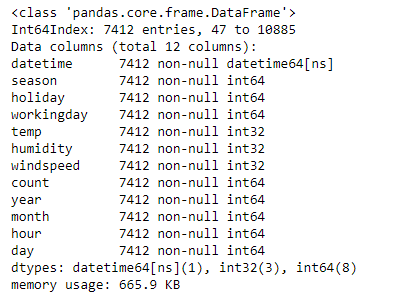 <class 'pandas.core.frame.DataFrame'>
Int64Index: 7412 entries, 47 to 10885
Data columns (total 12 columns):
datetime      7412 non-null datetime64[ns]
season        7412 non-null int64
holiday       7412 non-null int64
workingday    7412 non-null int64
temp          7412 non-null int32
humidity      7412 non-null int32
windspeed     7412 non-null int32
count         7412 non-null int64
year          7412 non-null int64
month         7412 non-null int64
hour          7412 non-null int64
day           7412 non-null int64
dtypes: datetime64[ns](1), int32(3), int64(8)
memory usage: 665.9 KB